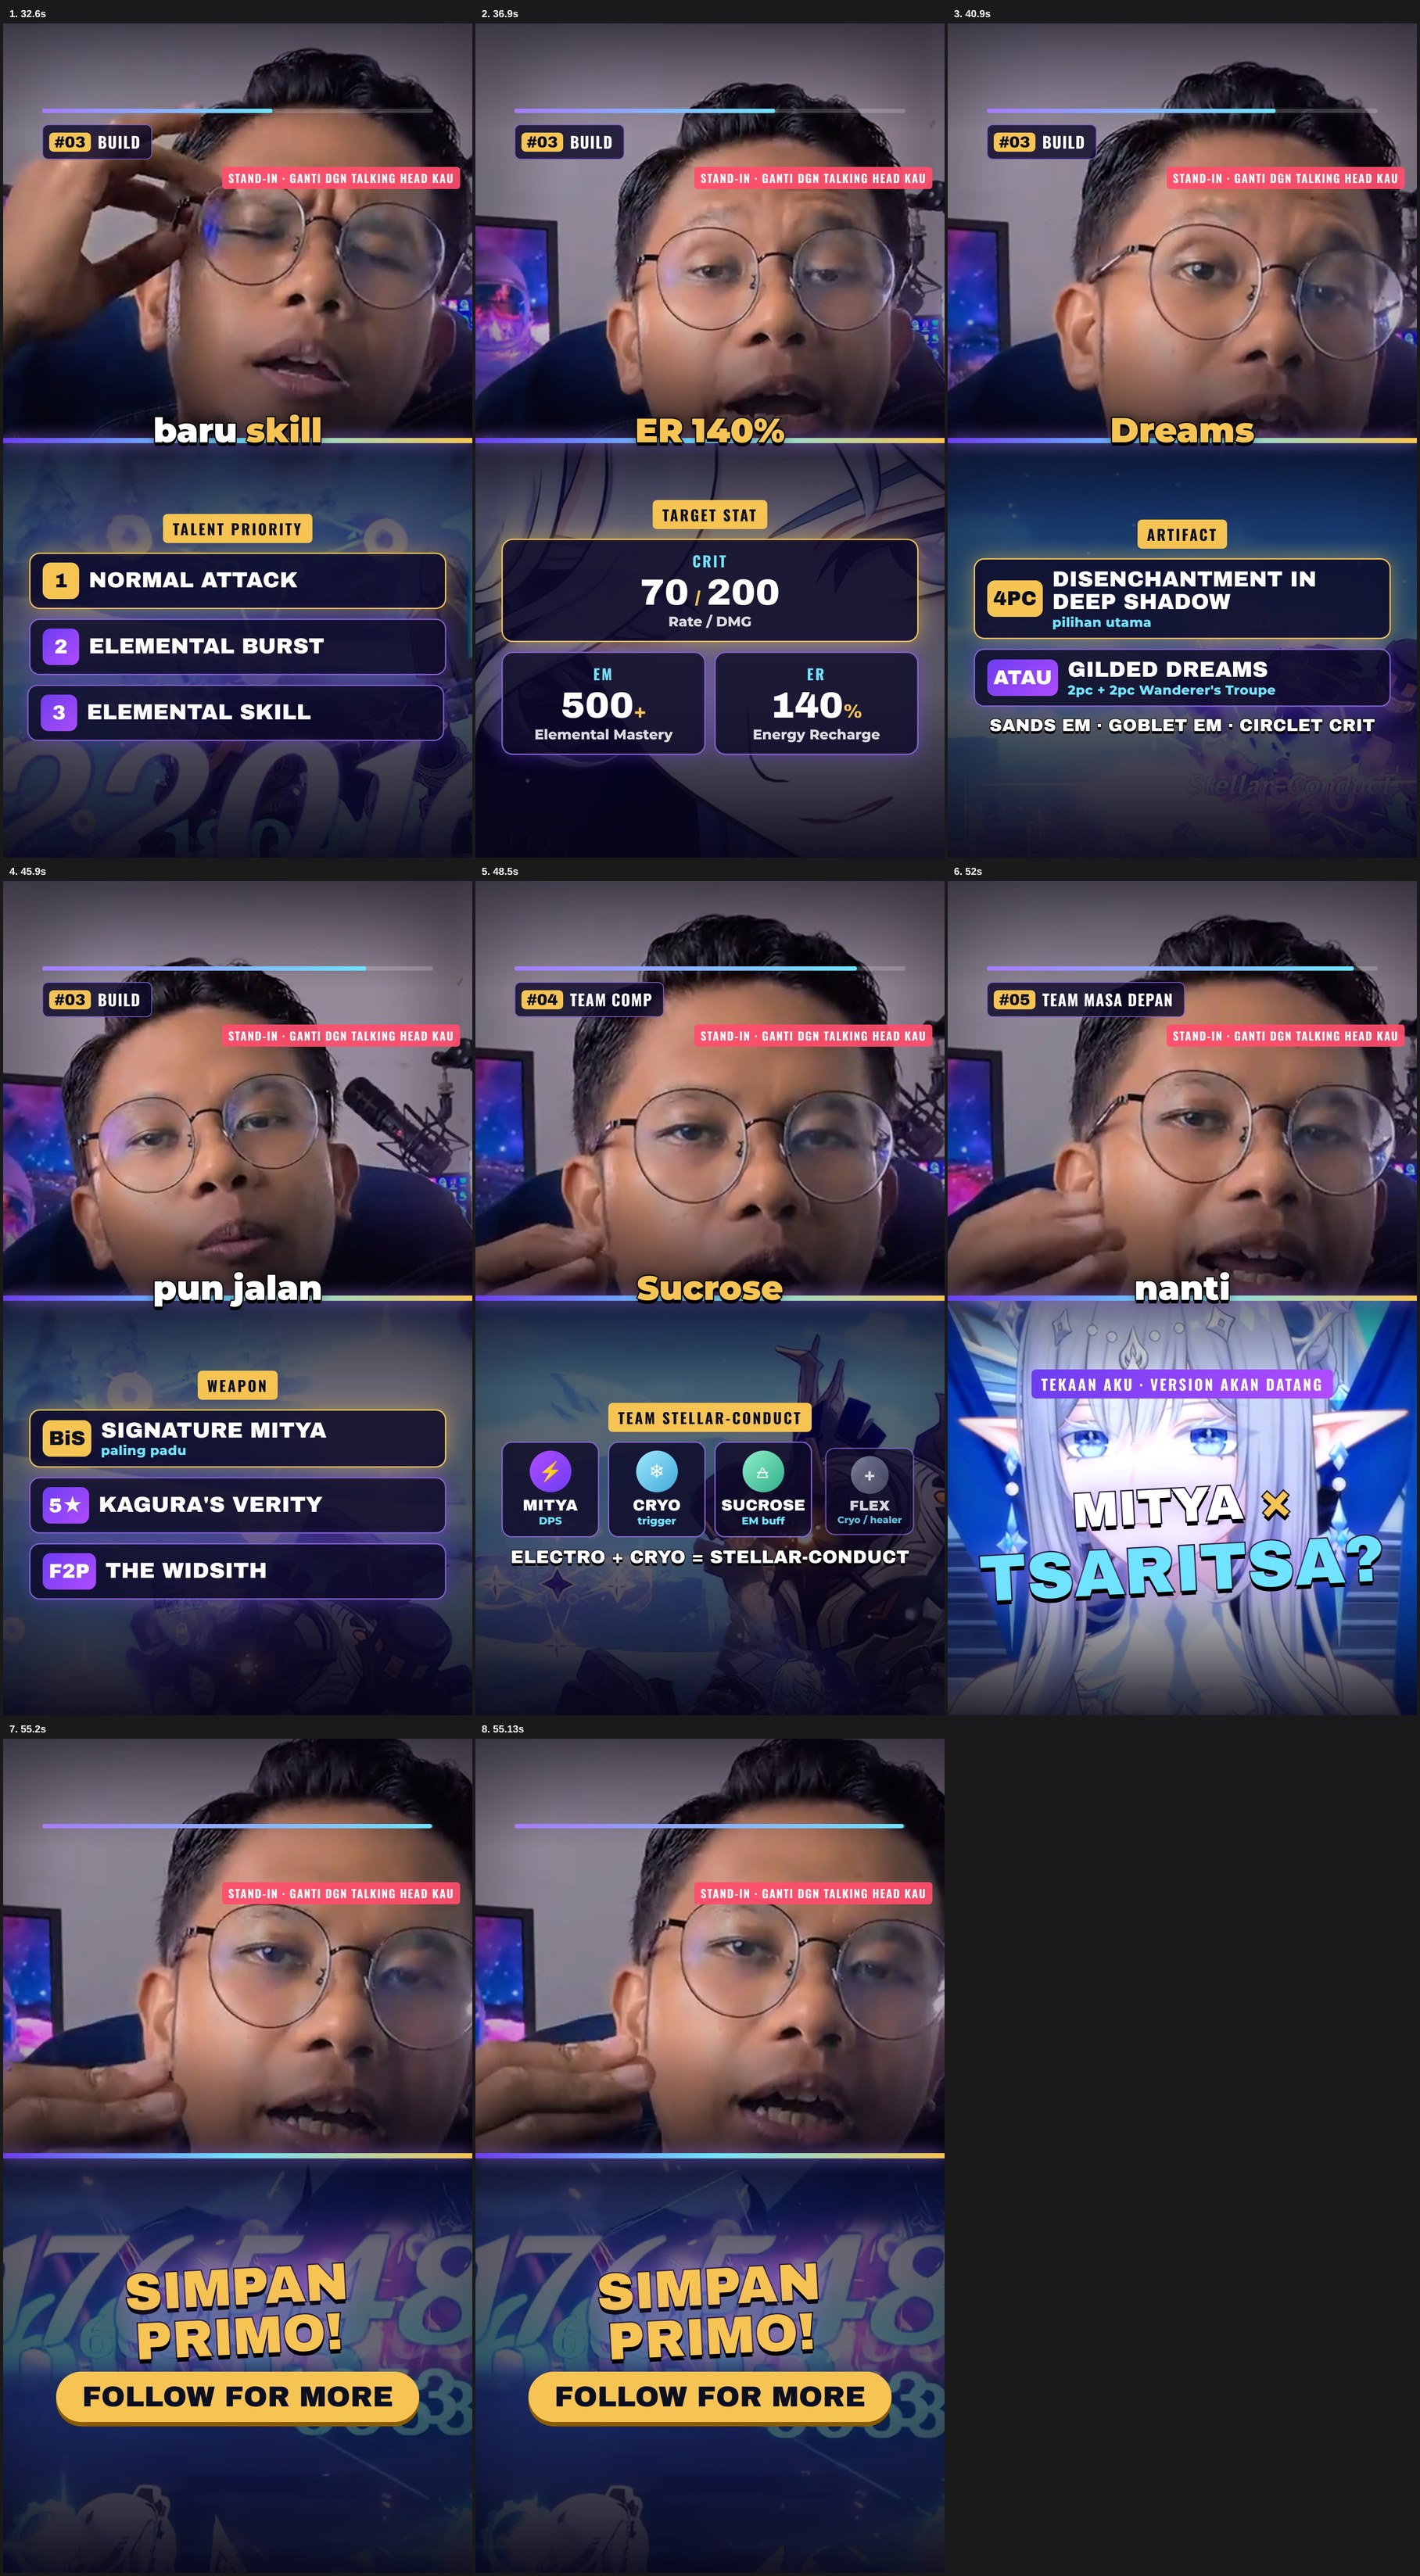 1. 32.6s
#03 BUILD
STAND-IN · GANTI DGN TALKING HEAD KAU
baru skill
TALENT PRIORITY
1 NORMAL ATTACK
2 ELEMENTAL BURST
3 ELEMENTAL SKILL
2. 36.9s
#03 BUILD
STAND-IN · GANTI DGN TALKING HEAD KAU
ER 140%
TARGET STAT
CRIT
70 / 200
Rate / DMG
EM
500+
Elemental Mastery
ER
140%
Energy Recharge
3. 40.9s
#03 BUILD
STAND-IN · GANTI DGN TALKING HEAD KAU
Dreams
ARTIFACT
4PC DISENCHANTMENT IN
DEEP SHADOW
pilihan utama
ATAU GILDED DREAMS
2pc + 2pc Wanderer's Troupe
SANDS EM · GOBLET EM · CIRCLET CRIT
Stellar-Conduct
4. 45.9s
#03 BUILD
STAND-IN · GANTI DGN TALKING HEAD KAU
pun jalan
WEAPON
BiS SIGNATURE MITYA
paling padu
5★ KAGURA'S VERITY
F2P THE WIDSITH
5. 48.5s
#04 TEAM COMP
STAND-IN · GANTI DGN TALKING HEAD KAU
Sucrose
TEAM STELLAR-CONDUCT
MITYA
DPS
CRYO
trigger
SUCROSE
EM buff
+
FLEX
Cryo / healer
ELECTRO + CRYO = STELLAR-CONDUCT
6. 52s
#05 TEAM MASA DEPAN
STAND-IN · GANTI DGN TALKING HEAD KAU
nanti
TEKAAN AKU · VERSION AKAN DATANG
MITYA ×
TSARITSA?
7. 55.2s
STAND-IN · GANTI DGN TALKING HEAD KAU
SIMPAN
PRIMO!
FOLLOW FOR MORE
8. 55.13s
STAND-IN · GANTI DGN TALKING HEAD KAU
SIMPAN
PRIMO!
FOLLOW FOR MORE